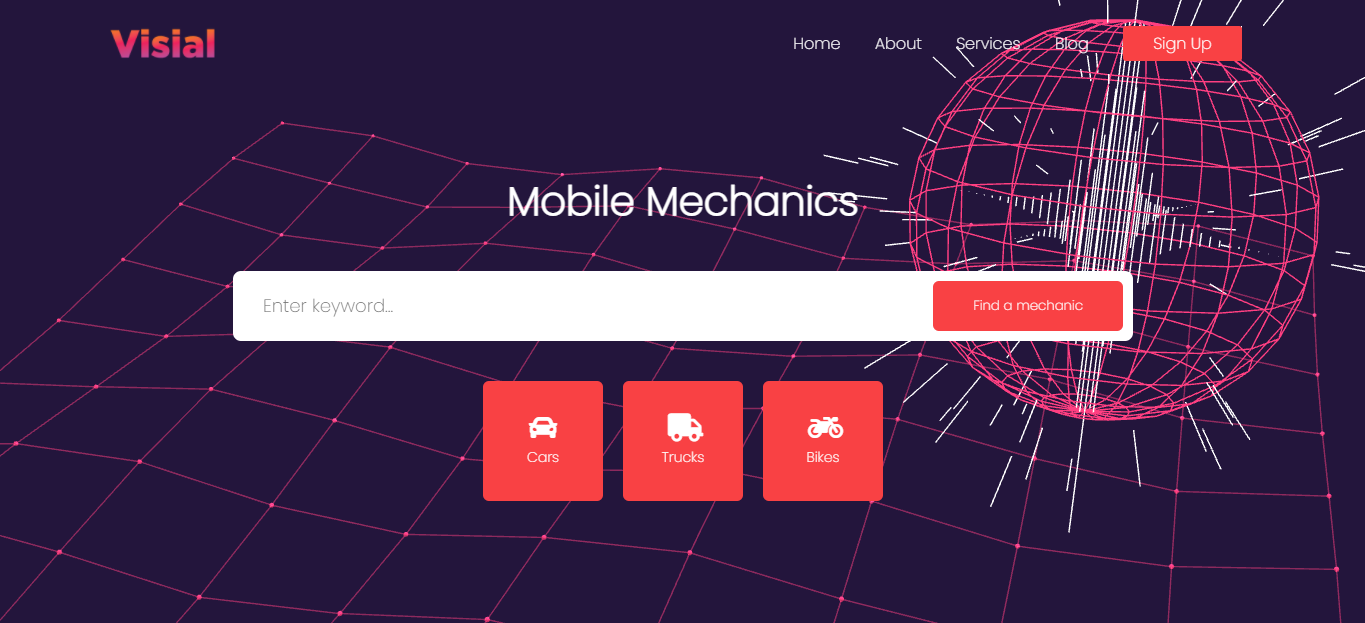 Visial
Home About Services Blog Sign Up
Mobile Mechanics
Enter keyword...
Find a mechanic
Cars Trucks Bikes